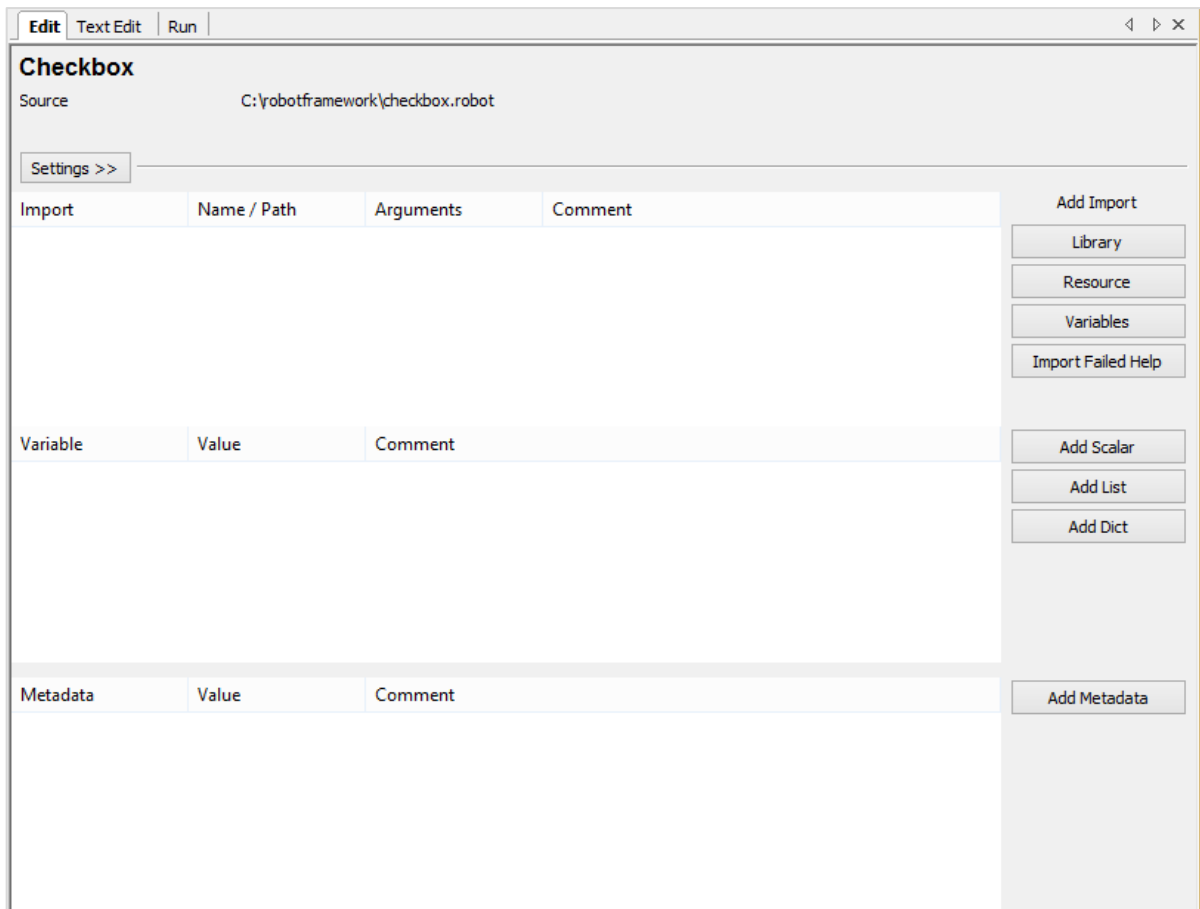 Edit Text Edit Run
Checkbox
Source C:\robotframework\checkbox.robot
Settings >>
Import Name / Path Arguments Comment Add Import
Library
Resource
Variables
Import Failed Help
Variable Value Comment Add Scalar
Add List
Add Dict
Metadata Value Comment Add Metadata